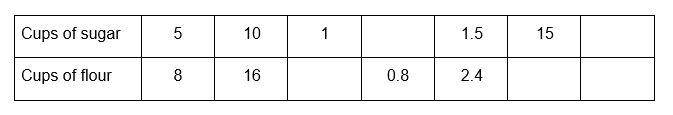 Cups of sugar 5 10 1 1.5 15
Cups of flour 8 16 0.8 2.4